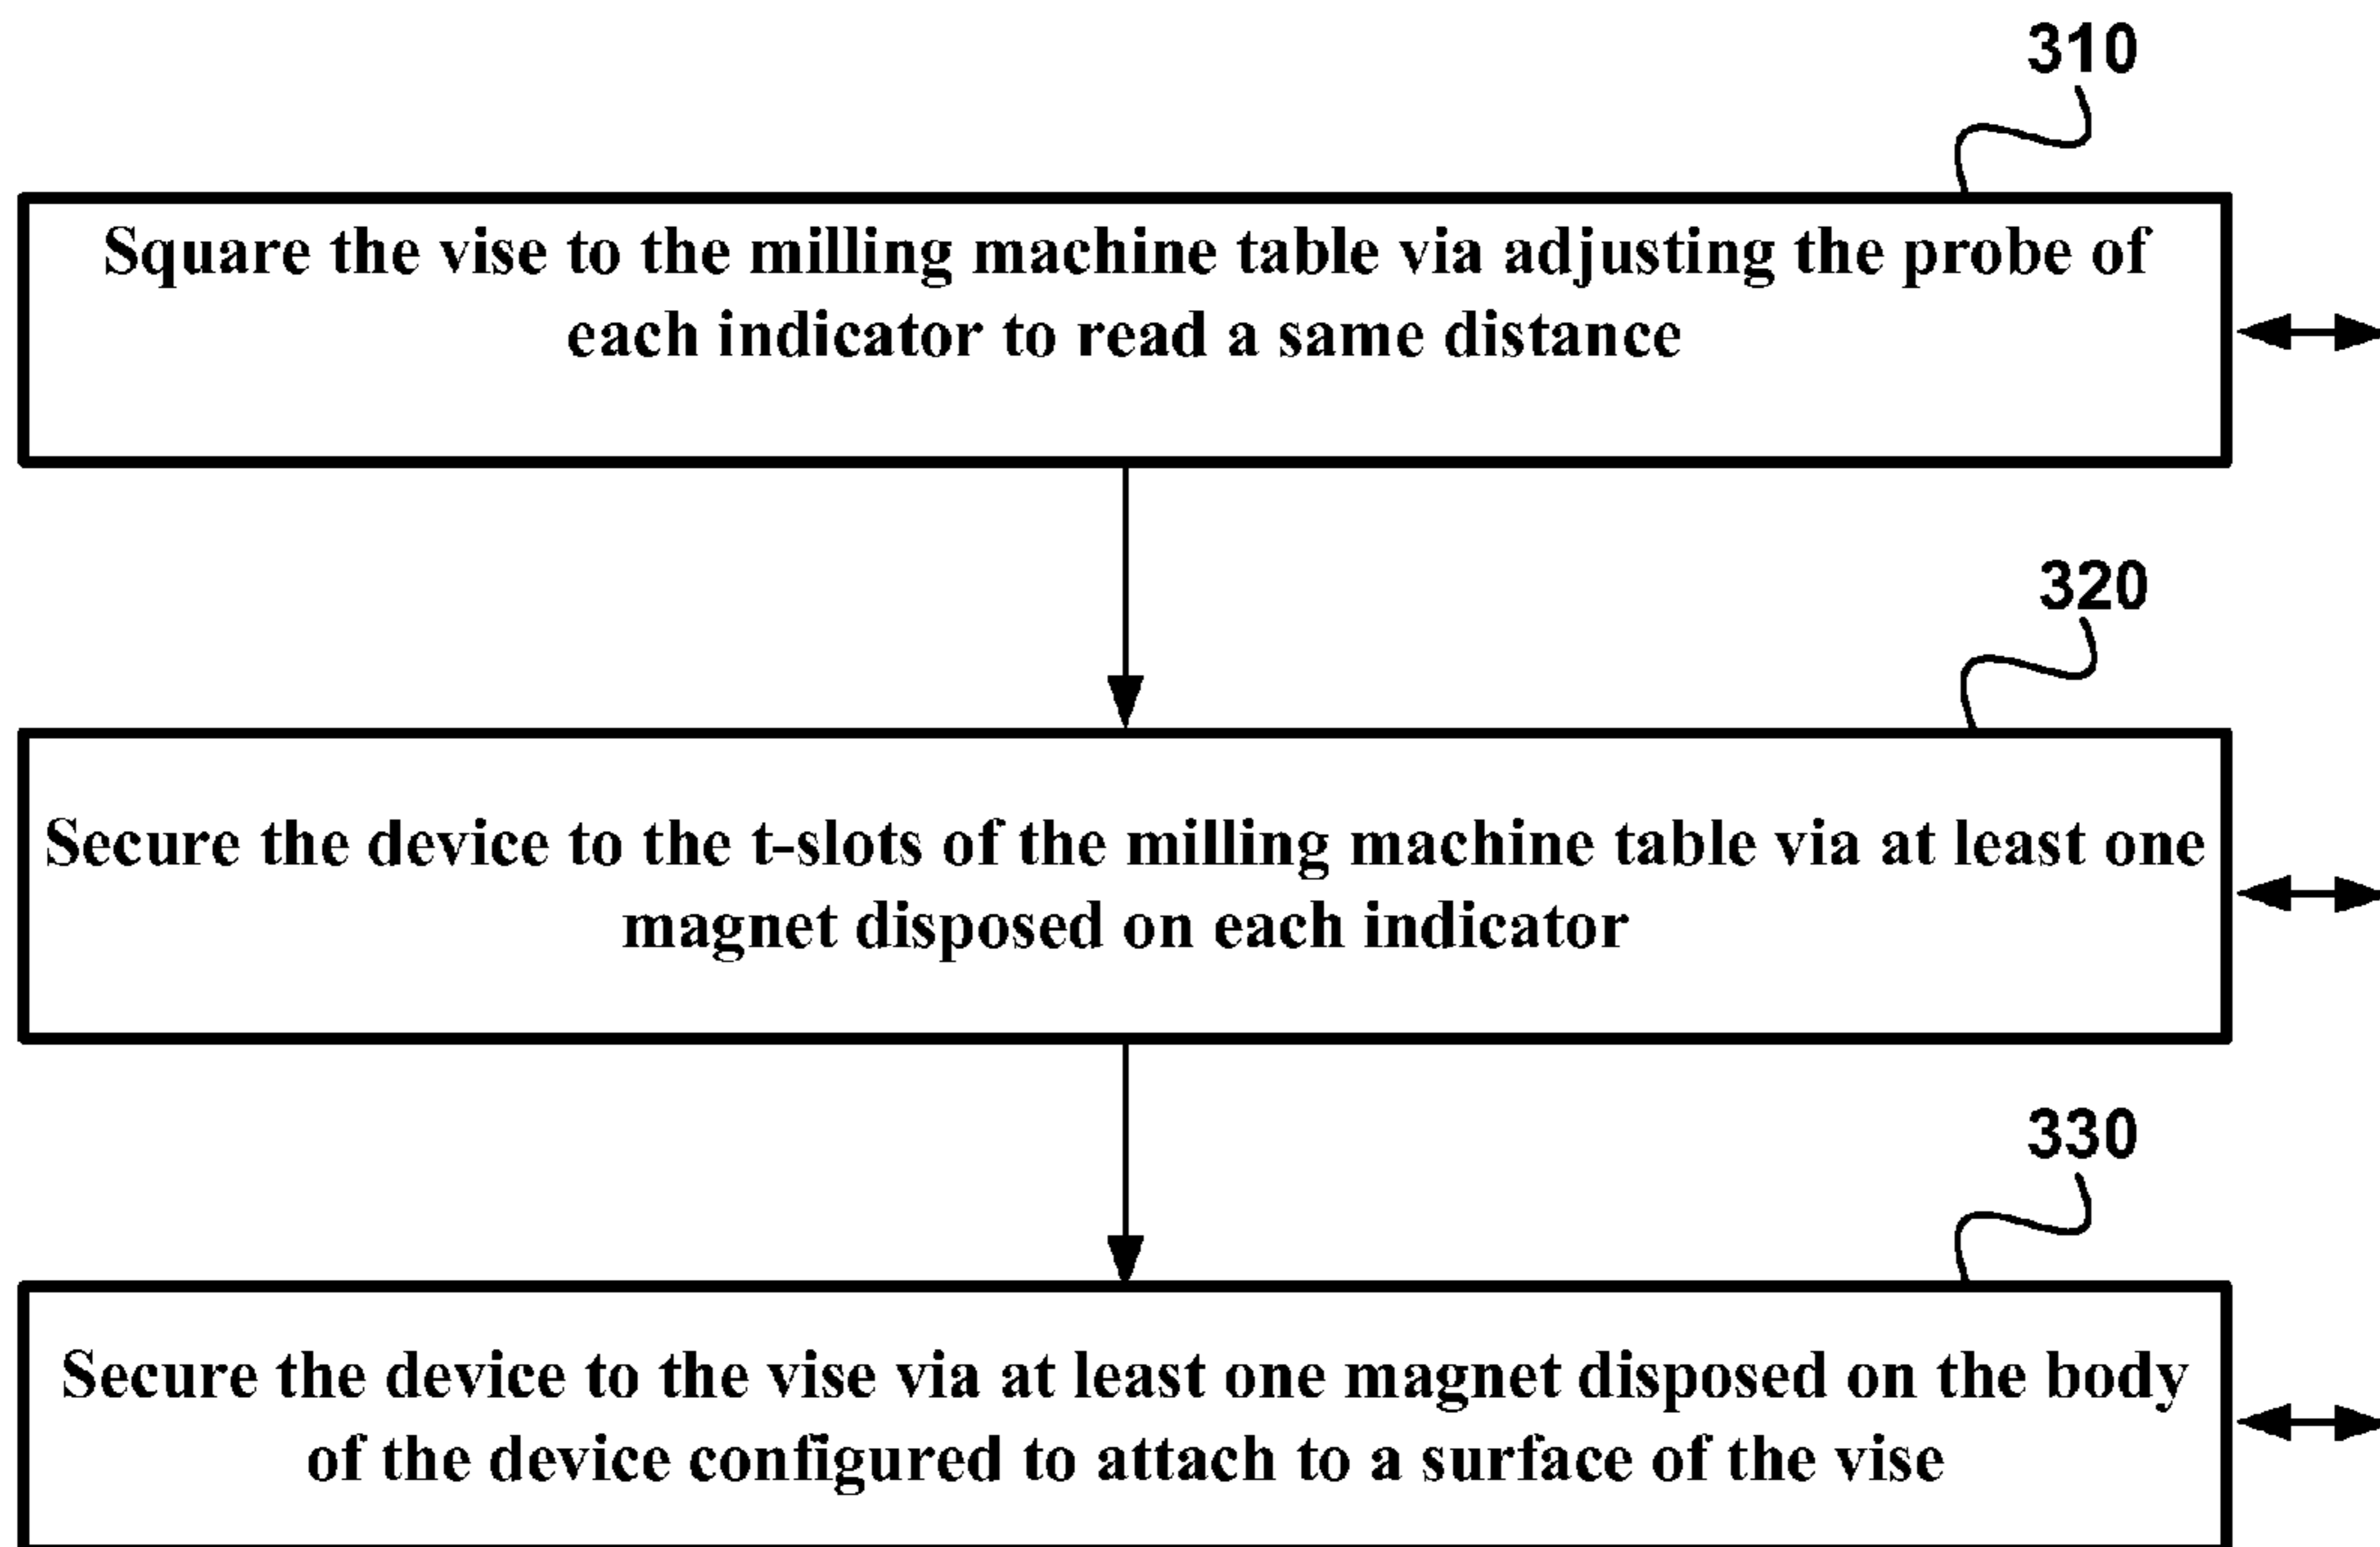 310
Square the vise to the milling machine table via adjusting the probe of
each indicator to read a same distance
320
Secure the device to the t-slots of the milling machine table via at least one
magnet disposed on each indicator
330
Secure the device to the vise via at least one magnet disposed on the body
of the device configured to attach to a surface of the vise